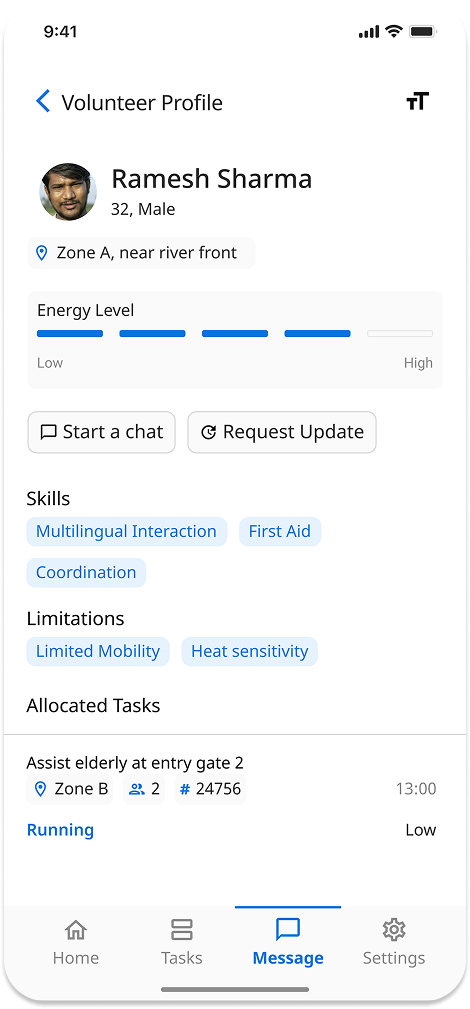 9:41
Volunteer Profile
TT
Ramesh Sharma
32, Male
Zone A, near river front
Energy Level
Low High
Start a chat Request Update
Skills
Multilingual Interaction First Aid
Coordination
Limitations
Limited Mobility Heat sensitivity
Allocated Tasks
Assist elderly at entry gate 2
Zone B 2 # 24756 13:00
Running Low
Home Tasks Message Settings